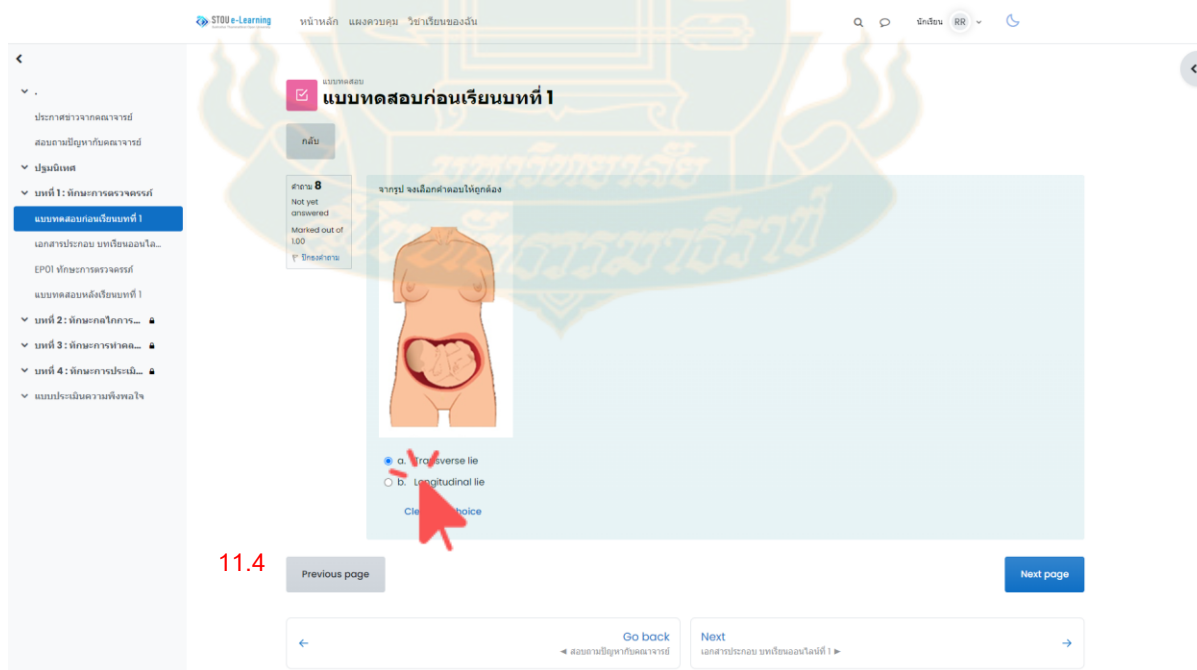 STOU e-Learning
หน้าหลัก แผงควบคุม วิชาเรียนของฉัน
นักเรียน RR
.
ประกาศข่าวจากคณาจารย์
สอบถามปัญหากับคณาจารย์
ปฐมนิเทศ
บทที่ 1 : ทักษะการตรวจครรภ์
แบบทดสอบก่อนเรียนบทที่ 1
เอกสารประกอบ บทเรียนออนไล...
EP01 ทักษะการตรวจครรภ์
แบบทดสอบหลังเรียนบทที่ 1
บทที่ 2 : ทักษะกลไกการ...
บทที่ 3 : ทักษะการทำคล...
บทที่ 4 : ทักษะการประเมิ...
แบบประเมินความพึงพอใจ
แบบทดสอบ
แบบทดสอบก่อนเรียนบทที่ 1
กลับ
คำถาม 8
Not yet
answered
Marked out of
1.00
ปักธงคำถาม
จากรูป จงเลือกคำตอบให้ถูกต้อง
a. Transverse lie
b. Longitudinal lie
11.4
Previous page
Next page
Go back
◄ สอบถามปัญหากับคณาจารย์
Next
เอกสารประกอบ บทเรียนออนไลน์ที่ 1 ►